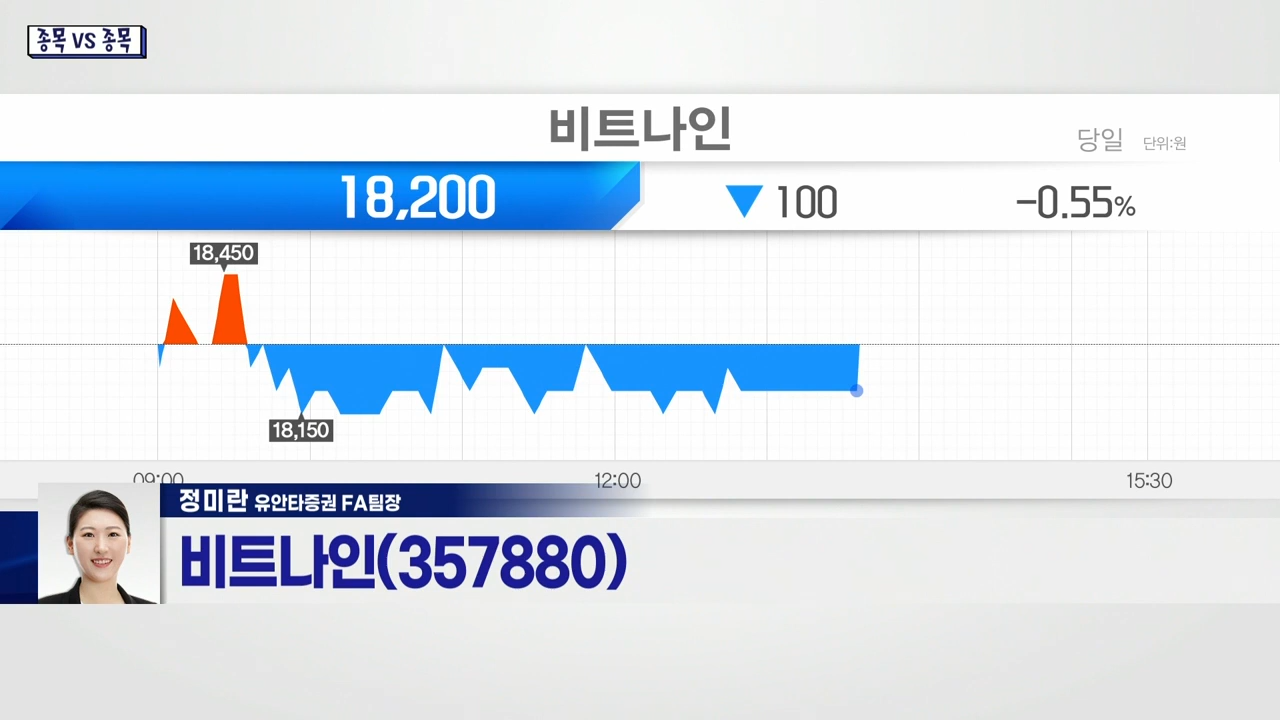 종목 VS 종목
비트나인
당일 단위:원
18,200 ▼ 100 -0.55%
18,450
18,150
09:00 12:00 15:30
정미란 유안타증권 FA팀장
비트나인(357880)